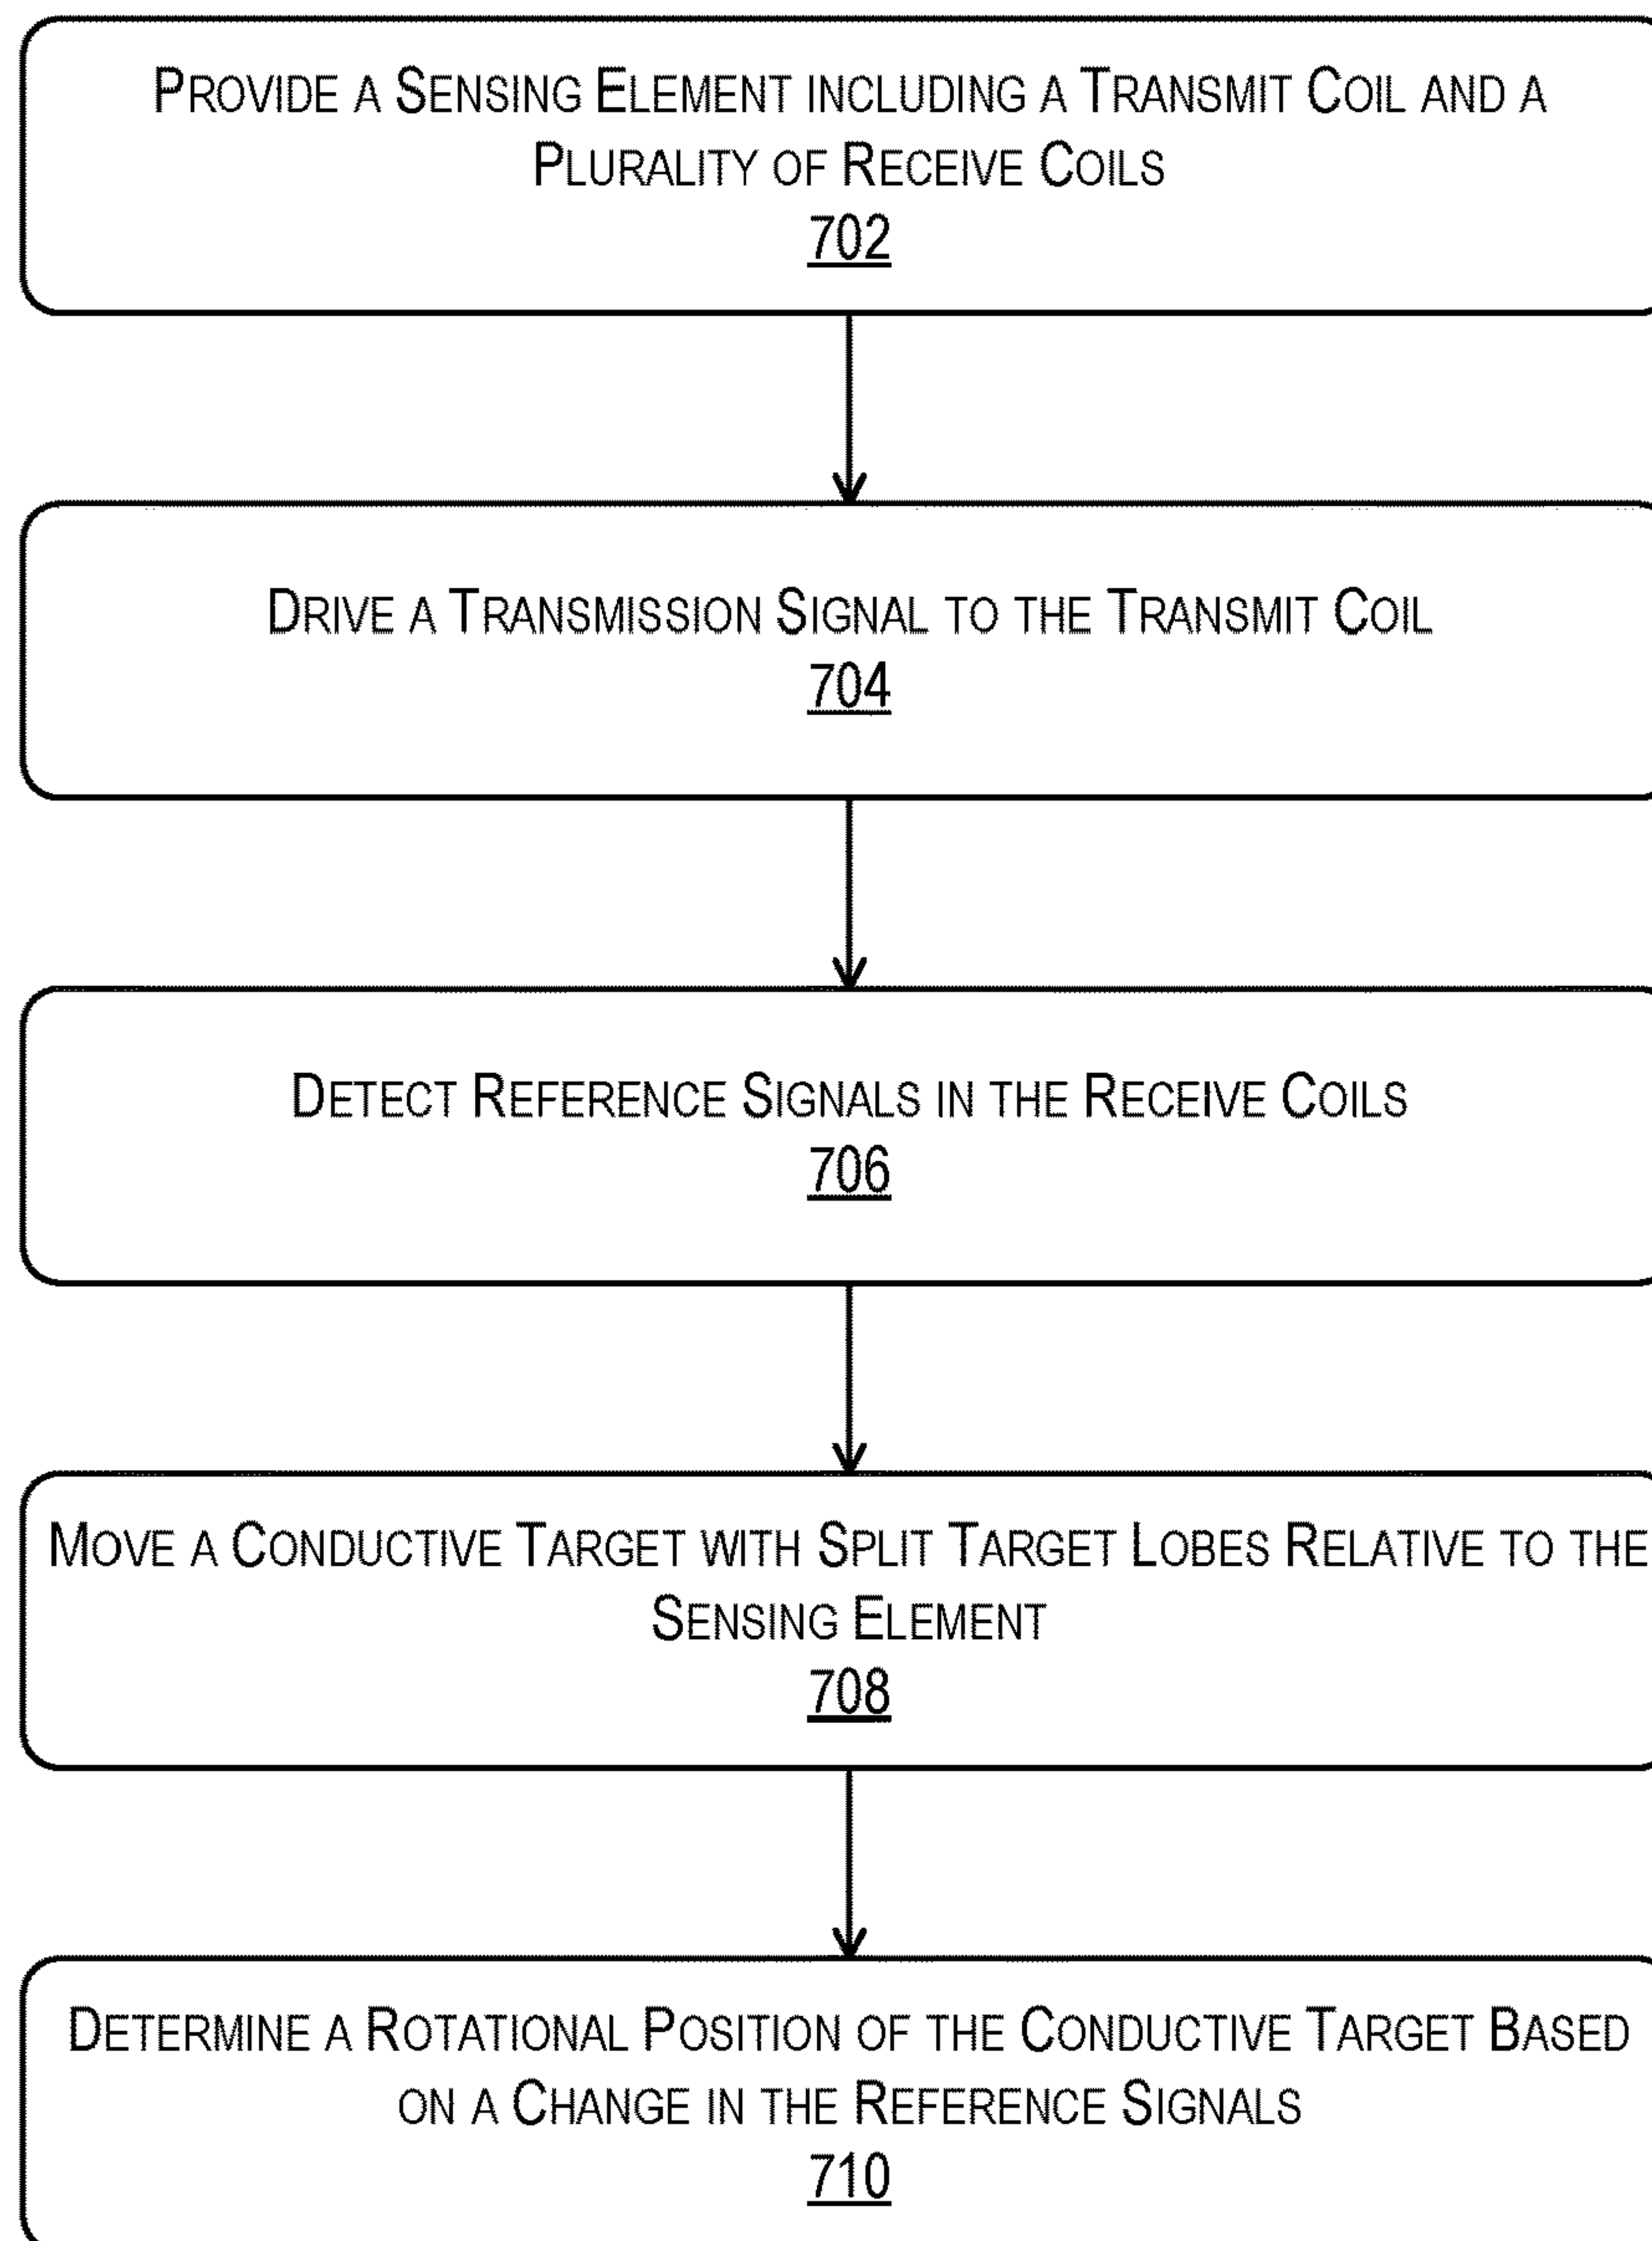 PROVIDE A SENSING ELEMENT INCLUDING A TRANSMIT COIL AND A
PLURALITY OF RECEIVE COILS
702
DRIVE A TRANSMISSION SIGNAL TO THE TRANSMIT COIL
704
DETECT REFERENCE SIGNALS IN THE RECEIVE COILS
706
MOVE A CONDUCTIVE TARGET WITH SPLIT TARGET LOBES RELATIVE TO THE
SENSING ELEMENT
708
DETERMINE A ROTATIONAL POSITION OF THE CONDUCTIVE TARGET BASED
ON A CHANGE IN THE REFERENCE SIGNALS
710